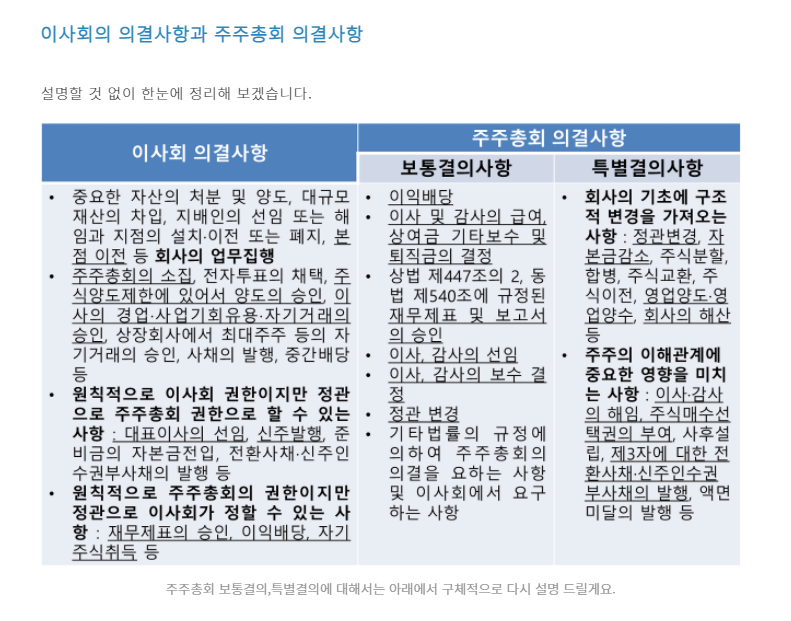 이사회의 의결사항과 주주총회 의결사항
설명할 것 없이 한눈에 정리해 보겠습니다.
이사회 의결사항
주주총회 의결사항
보통결의사항
특별결의사항
• 중요한 자산의 처분 및 양도, 대규모
재산의 차입, 지배인의 선임 또는 해
임과 지점의 설치·이전 또는 폐지, 본
점 이전 등 회사의 업무집행
• 주주총회의 소집, 전자투표의 채택, 주
식양도제한에 있어서 양도의 승인, 이
사의 경업·사업기회유용·자기거래의
승인, 상장회사에서 최대주주 등의 자
기거래의 승인, 사채의 발행, 중간배당
등
• 원칙적으로 이사회 권한이지만 정관
으로 주주총회 권한으로 할 수 있는
사항 : 대표이사의 선임, 신주발행, 준
비금의 자본금전입, 전환사채·신주인
수권부사채의 발행 등
• 원칙적으로 주주총회의 권한이지만
정관으로 이사회가 정할 수 있는 사
항 : 재무제표의 승인, 이익배당, 자기
주식취득 등
• 이익배당
• 이사 및 감사의 급여,
상여금 기타보수 및
퇴직금의 결정
• 상법 제447조의 2, 동
법 제540조에 규정된
재무제표 및 보고서
의 승인
• 이사, 감사의 선임
• 이사, 감사의 보수 결
정
• 정관 변경
• 기타법률의 규정에
의하여 주주총회의
의결을 요하는 사항
및 이사회에서 요구
하는 사항
• 회사의 기초에 구조
적 변경을 가져오는
사항 : 정관변경, 자
본금감소, 주식분할,
합병, 주식교환, 주
식이전, 영업양도·영
업양수, 회사의 해산
등
• 주주의 이해관계에
중요한 영향을 미치
는 사항 : 이사·감사
의 해임, 주식매수선
택권의 부여, 사후설
립, 제3자에 대한 전
환사채·신주인수권
부사채의 발행, 액면
미달의 발행 등
주주총회 보통결의,특별결의에 대해서는 아래에서 구체적으로 다시 설명 드릴게요.